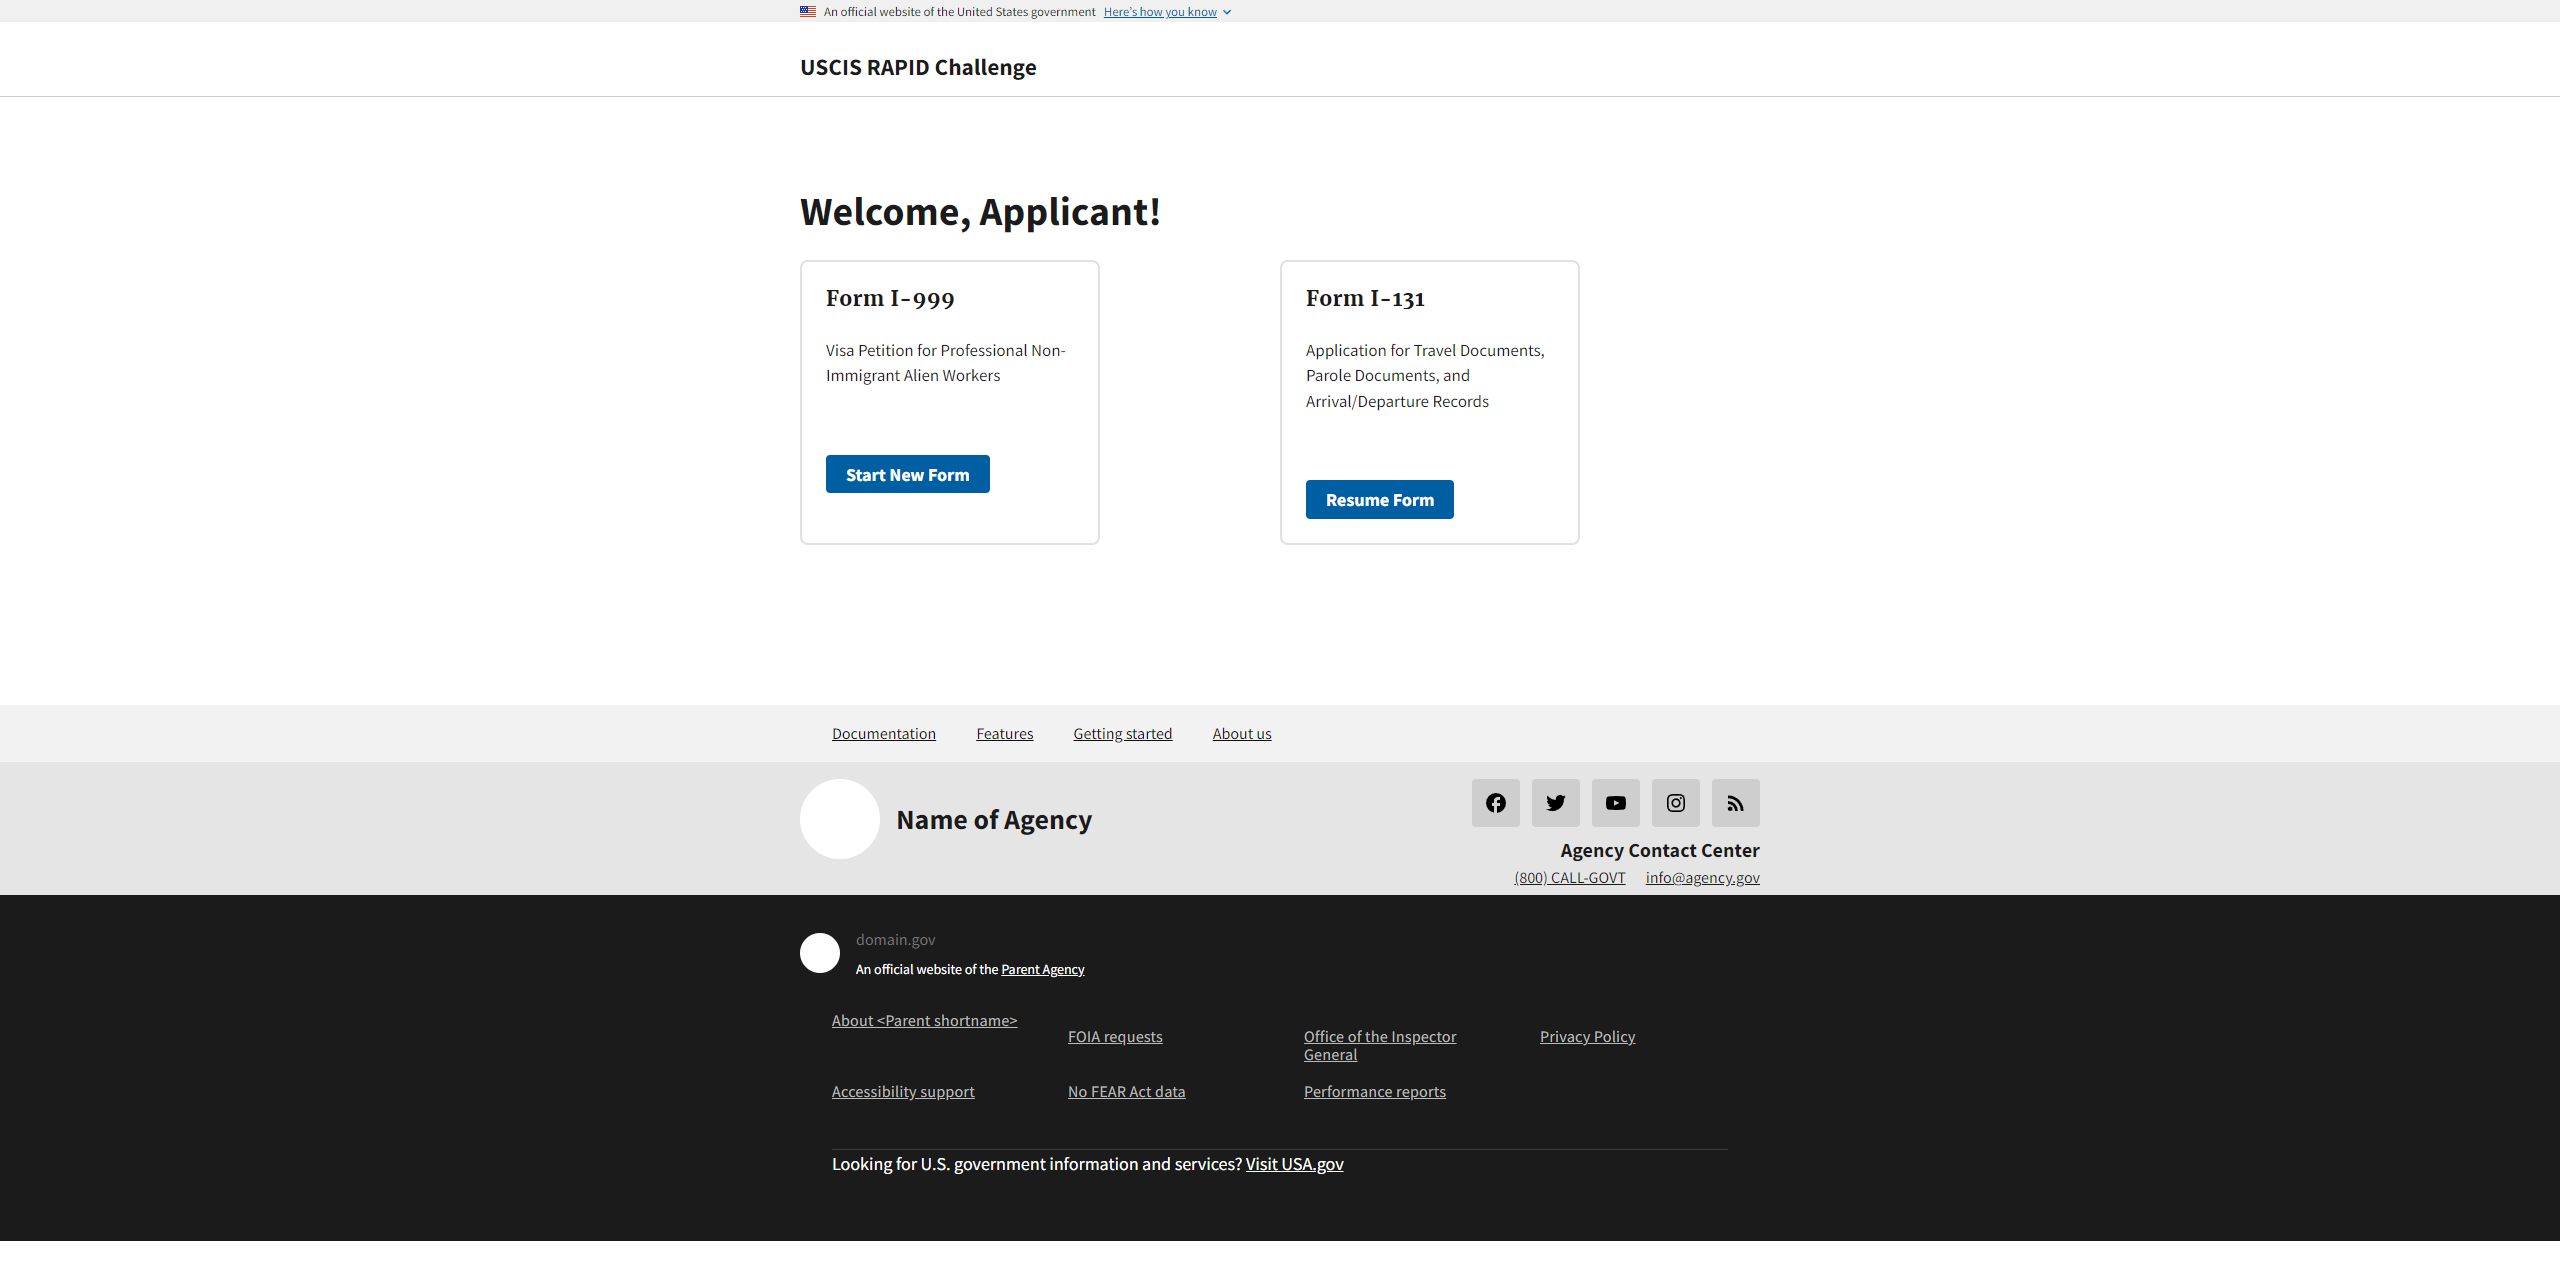 An official website of the United States government Here's how you know
USCIS RAPID Challenge
Welcome, Applicant!
Form I-999
Visa Petition for Professional Non-
Immigrant Alien Workers
Start New Form
Form I-131
Application for Travel Documents,
Parole Documents, and
Arrival/Departure Records
Resume Form
Documentation Features Getting started About us
Name of Agency
Agency Contact Center
(800) CALL-GOVT info@agency.gov
domain.gov
An official website of the Parent Agency
About <Parent shortname>
FOIA requests
Office of the Inspector
General
Privacy Policy
Accessibility support
No FEAR Act data
Performance reports
Looking for U.S. government information and services? Visit USA.gov